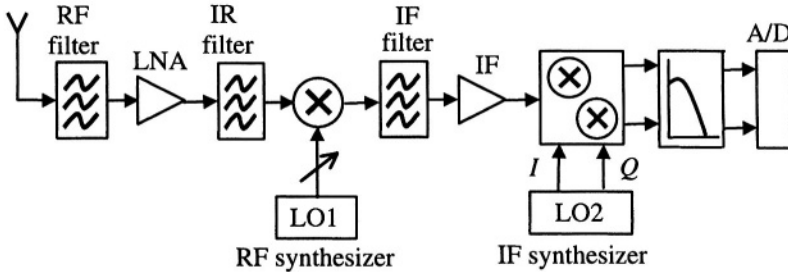 RF
filter
LNA
IR
filter
IF
filter
IF
A/D
I
Q
LO1
LO2
RF synthesizer
IF synthesizer